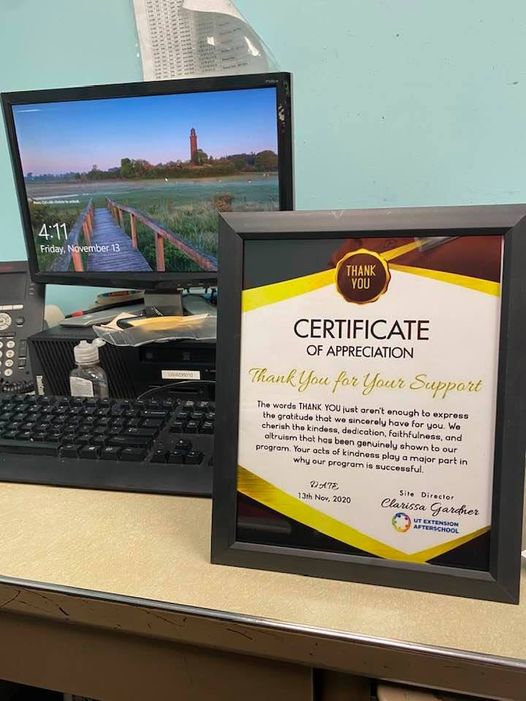 4:11
Friday, November 13
THANK
YOU
CERTIFICATE
OF APPRECIATION
Thank You for Your Support
The words THANK YOU just aren't enough to express
the gratitude that we sincerely have for you. We
cherish the kindess, dedication, faithfulness, and
altruism that has been genuinely shown to our
program. Your acts of kindness play a major part in
why our program is successful.
DATE
13th Nov, 2020
Site Director
Clarissa Gardner
UT EXTENSION
AFTERSCHOOL